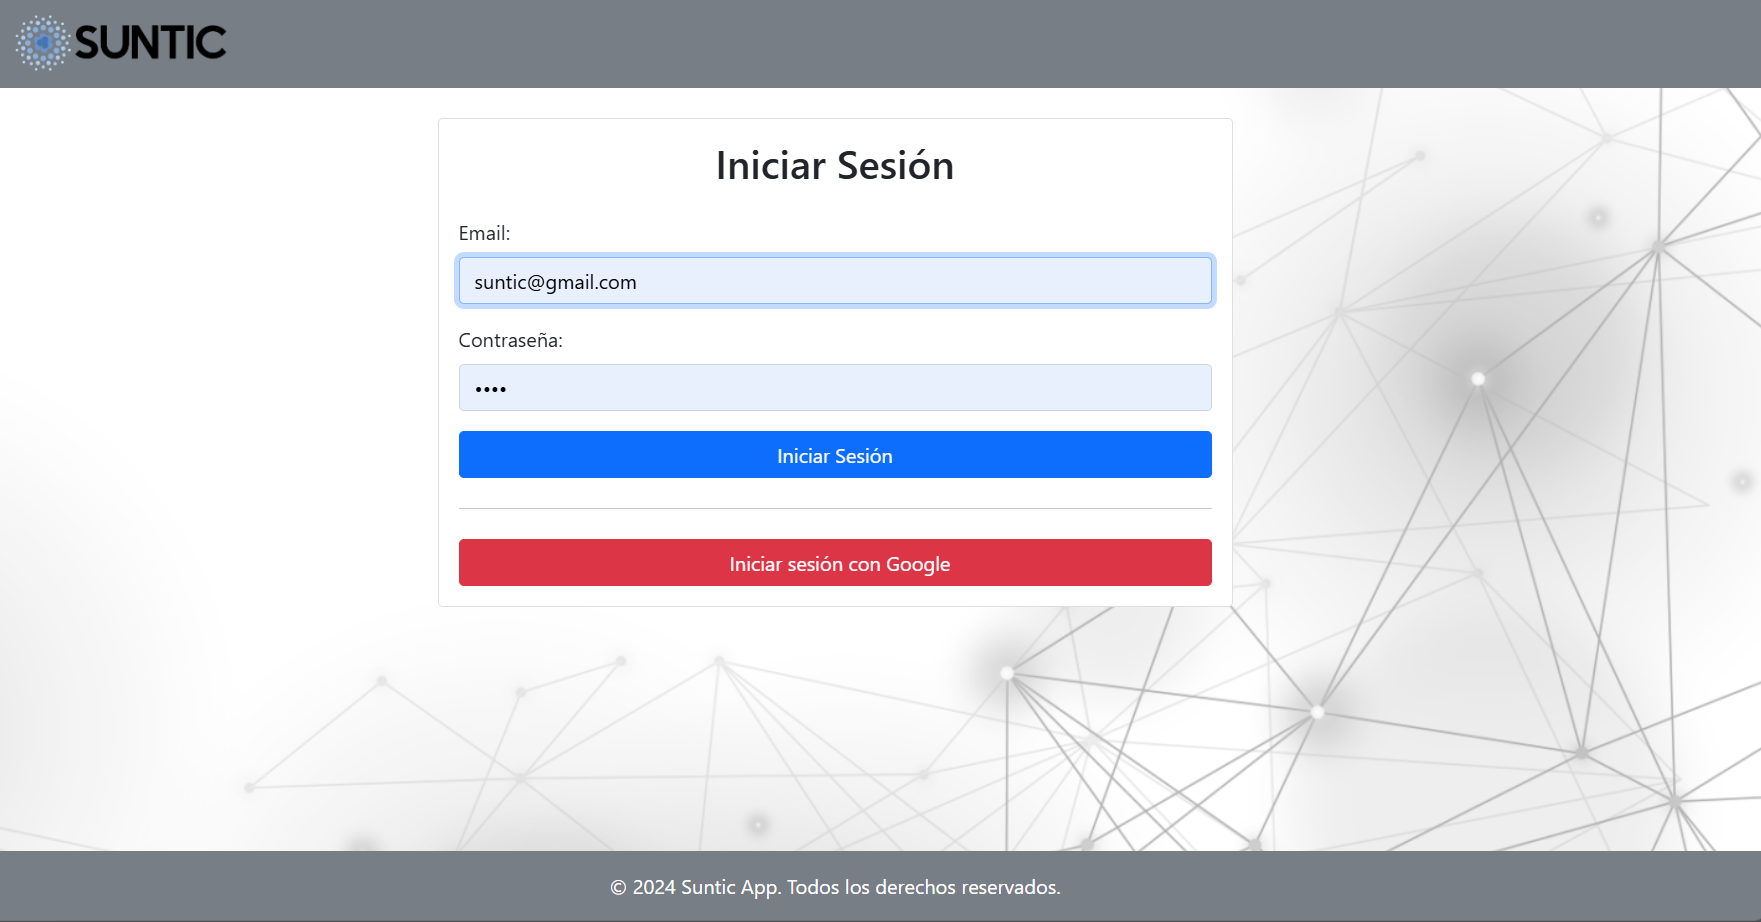 SUNTIC
Iniciar Sesión
Email:
suntic@gmail.com
Contraseña:
••••
Iniciar Sesión
Iniciar sesión con Google
© 2024 Suntic App. Todos los derechos reservados.